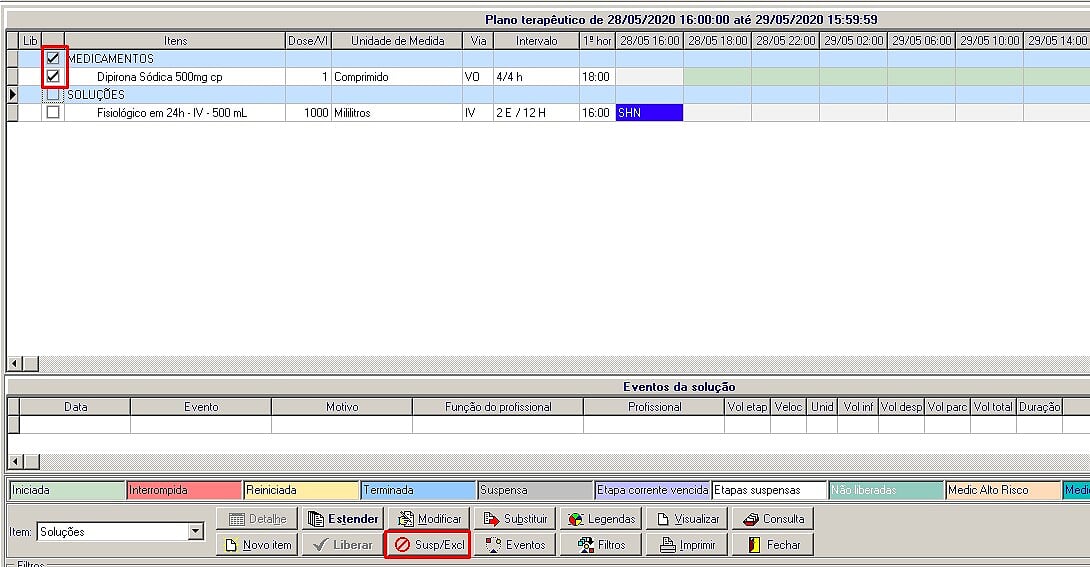 Plano terapêutico de 28/05/2020 16:00:00 até 29/05/2020 15:59:59
Lib Itens Dose/Vl Unidade de Medida Via Intervalo 1ª hor 28/05 16:00 28/05 18:00 28/05 22:00 29/05 02:00 29/05 06:00 29/05 10:00 29/05 14:00
MEDICAMENTOS
Dipirona Sódica 500mg cp 1 Comprimido VO 4/4 h 18:00
SOLUÇÕES
Fisiológico em 24h - IV - 500 mL 1000 Mililitros IV 2 E / 12 H 16:00 SHN
Eventos da solução
Data Evento Motivo Função do profissional Profissional Vol etap Veloc Unid Vol inf Vol desp Vol parc Vol total Duração
Iniciada Interrompida Reiniciada Terminada Suspensa Etapa corrente vencida Etapas suspensas Não liberadas Medic Alto Risco Medi
Item: Soluções Detalhe Estender Modificar Substituir Legendas Visualizar Consulta
Novo item Liberar Susp/Excl Eventos Filtros Imprimir Fechar
Filtros